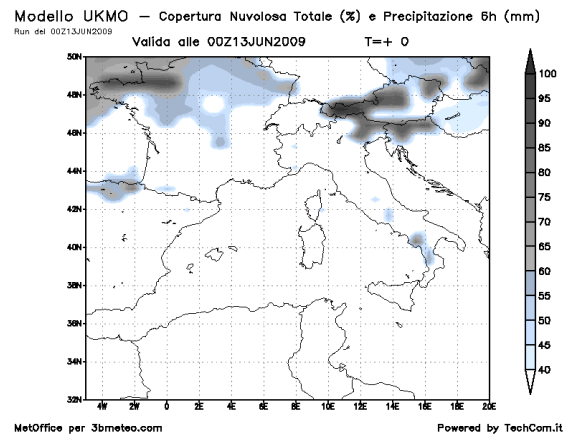 Modello UKMO - Copertura Nuvolosa Totale (%) e Precipitazione 6h (mm)
Run del 00Z13JUN2009
Valida alle 00Z13JUN2009 T=+ 0
50N
48N
46N
44N
42N
40N
38N
36N
34N
32N
4W 2W 0 2E 4E 6E 8E 10E 12E 14E 16E 18E 20E
100
95
90
85
80
75
70
65
60
55
50
45
40
MetOffice per 3bmeteo.com Powered by TechCom.it